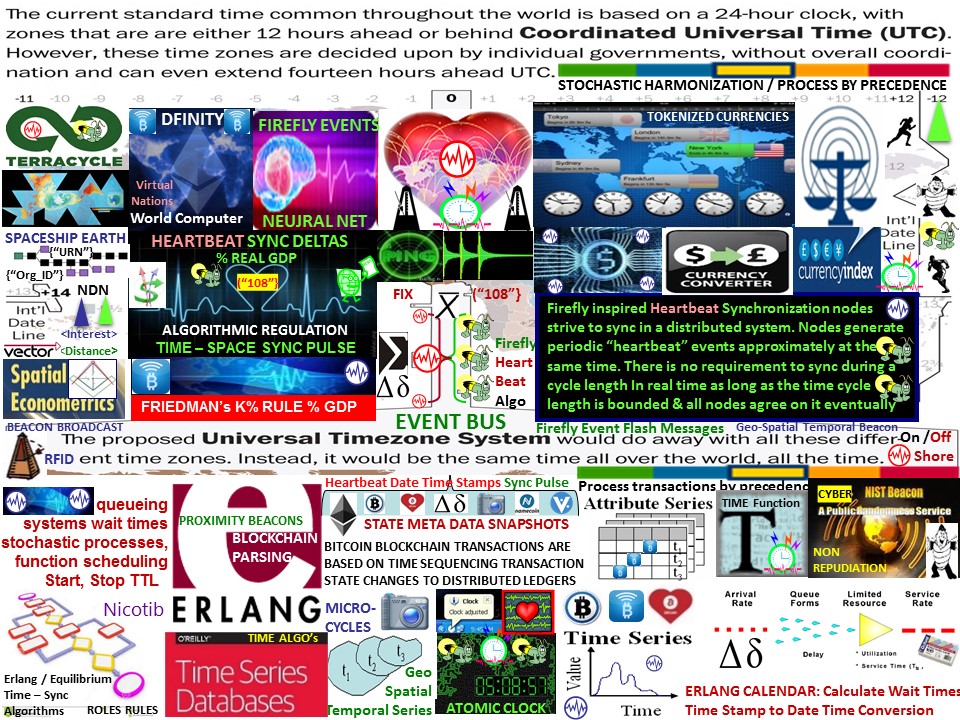 The current standard time common throughout the world is based on a 24-hour clock, with
zones that are are either 12 hours ahead or behind Coordinated Universal Time (UTC).
However, these time zones are decided upon by individual governments, without overall coordi-
nation and can even extend fourteen hours ahead UTC.
STOCHASTIC HARMONIZATION / PROCESS BY PRECEDENCE
-11 -10 -9 -8 -7 -6 -5 -4 -3 -2 -1 0 +1 +2 +11 +12 -12
TERRACYCLE
DFINITY
Virtual
Nations
World Computer
FIREFLY EVENTS
NEUJRAL NET
TOKENIZED CURRENCIES
Tokyo
London
New York
Sydney
Frankfurt
-12
Int'l
Date
Line
SPACESHIP EARTH
{"URN"}
{"Org_ID"}
+13 +14
NDN
Int'l
Date
Line
<Interest>
<Distance>
vector
HEARTBEAT SYNC DELTAS
% REAL GDP
{"108"}
ALGORITHMIC REGULATION
TIME – SPACE SYNC PULSE
MNG
FIX
{"108"}
Σ
Δδ
Firefly
Heart
Beat
Algo
EVENT BUS
CURRENCY
CONVERTER
currencyindex
Firefly inspired Heartbeat Synchronization nodes
strive to sync in a distributed system. Nodes generate
periodic "heartbeat" events approximately at the
same time. There is no requirement to sync during a
cycle length In real time as long as the time cycle
length is bounded & all nodes agree on it eventually
Spatial
Econometrics
FRIEDMAN's K% RULE % GDP
BEACON BROADCAST
Firefly Event Flash Messages
Geo-Spatial Temporal Beacon
The proposed Universal Timezone System would do away with all these differ-
On /Off
Shore
RFID
ent time zones. Instead, it would be the same time all over the world, all the time.
Heartbeat Date Time Stamps Sync Pulse
Process transactions by precedenc
queueing
systems wait times
stochastic processes,
function scheduling
Start, Stop TTL
PROXIMITY BEACONS
BLOCKCHAIN
PARSING
e
ERLANG
Δδ
namecoin
STATE META DATA SNAPSHOTS
BITCOIN BLOCKCHAIN TRANSACTIONS ARE
BASED ON TIME SEQUENCING TRANSACTION
STATE CHANGES TO DISTRIBUTED LEDGERS
Attribute Series
t1
t2
t3
TIME Function
T
CYBER
NIST Beacon
A Public Randomness Service
NON
REPUDIATION
Nicotib
Erlang / Equilibrium
Time – Sync
Algorithms
ROLES RULES
O'REILLY
TIME ALGO's
Time Series
Databases
MICRO-
CYCLES
t1
t2
t3
Geo
Spatial
Temporal Series
Clock
Clock adjusted
05:08:57
ATOMIC CLOCK
Time Series
Value
Time
Arrival
Rate
Queue
Forms
Limited
Resource
Service
Rate
Δδ
Delay
* Utilization
* Service Time
ERLANG CALENDAR: Calculate Wait Times
Time Stamp to Date Time Conversion